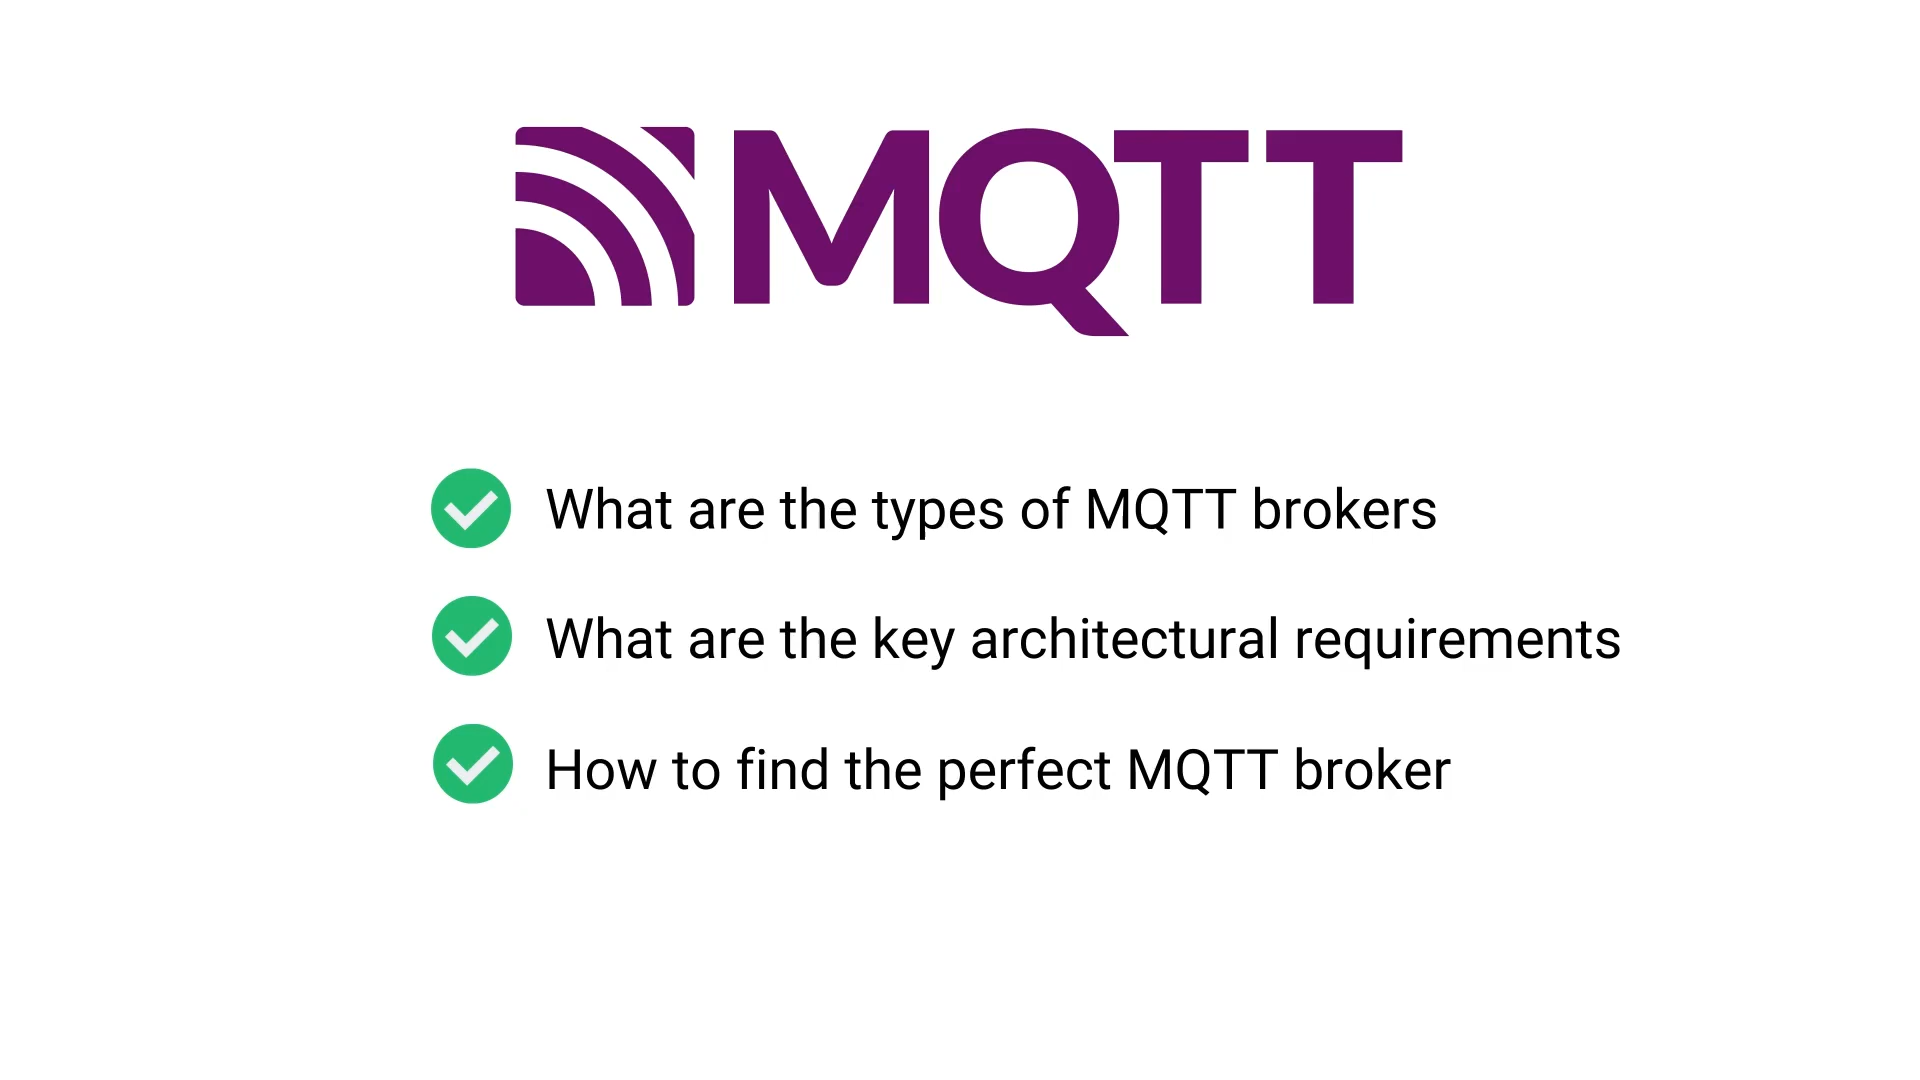 MQTT
What are the types of MQTT brokers
What are the key architectural requirements
How to find the perfect MQTT broker